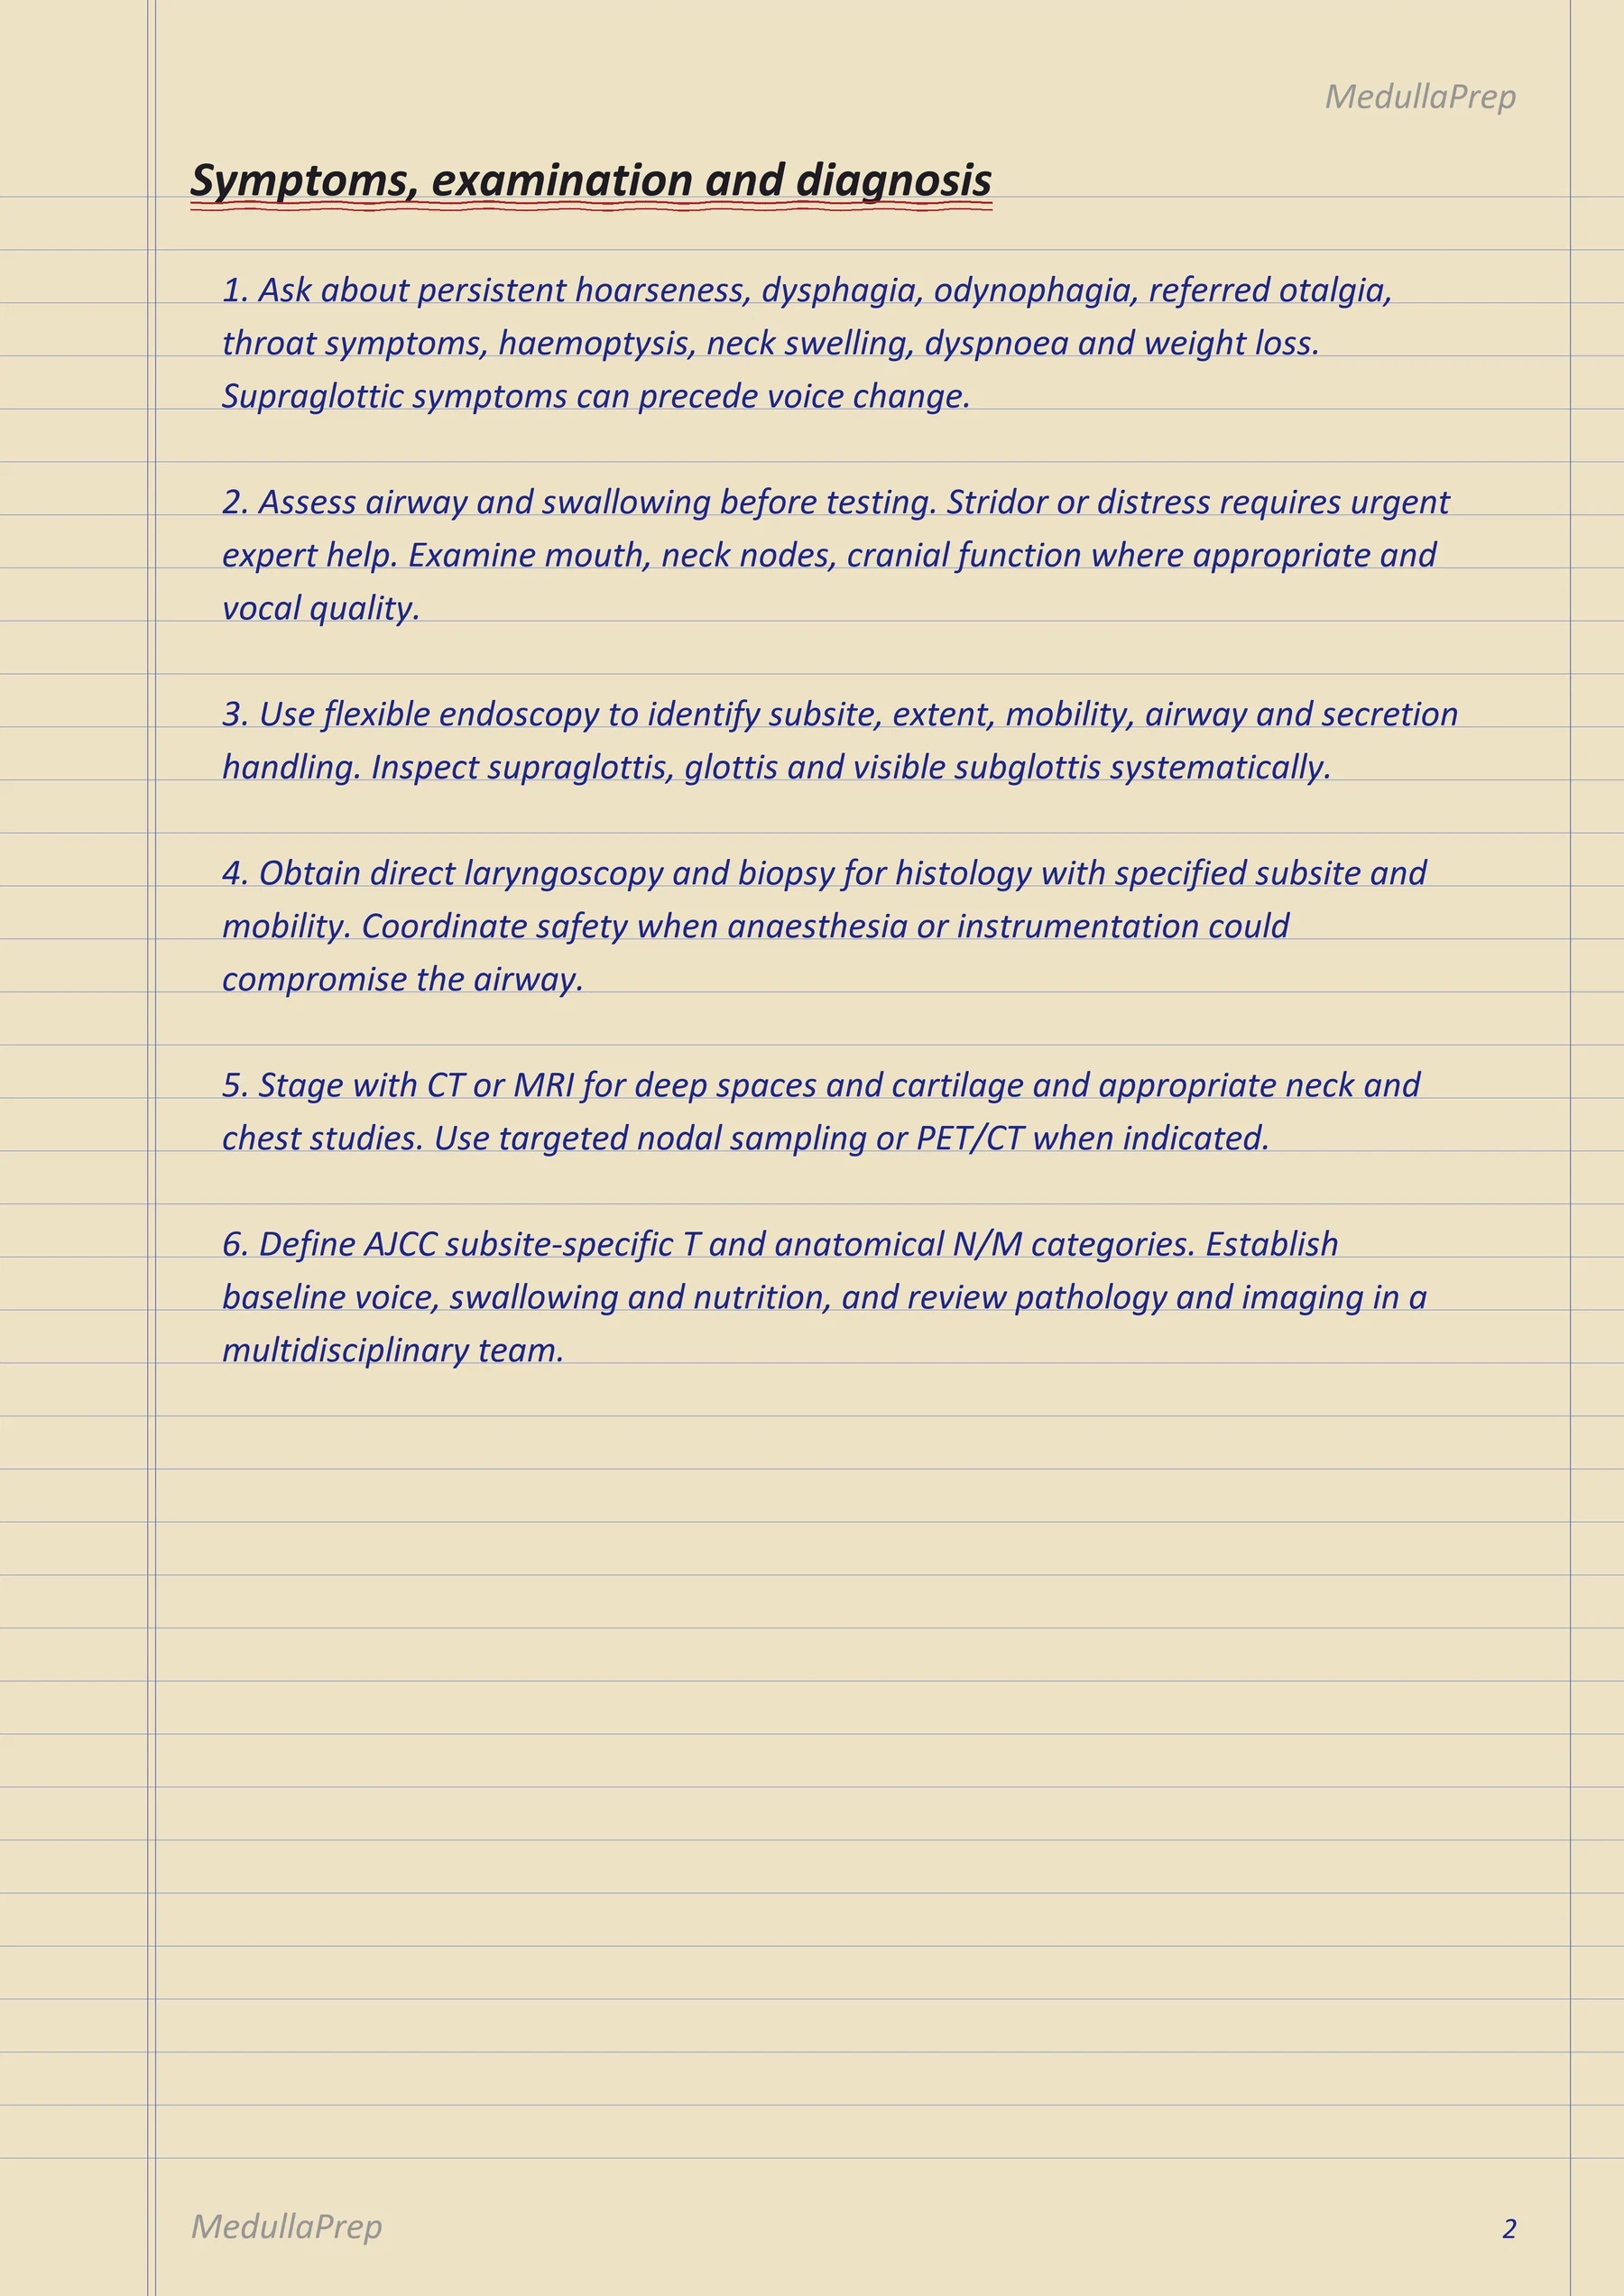 MedullaPrep
Symptoms, examination and diagnosis
1. Ask about persistent hoarseness, dysphagia, odynophagia, referred otalgia,
throat symptoms, haemoptysis, neck swelling, dyspnoea and weight loss.
Supraglottic symptoms can precede voice change.
2. Assess airway and swallowing before testing. Stridor or distress requires urgent
expert help. Examine mouth, neck nodes, cranial function where appropriate and
vocal quality.
3. Use flexible endoscopy to identify subsite, extent, mobility, airway and secretion
handling. Inspect supraglottis, glottis and visible subglottis systematically.
4. Obtain direct laryngoscopy and biopsy for histology with specified subsite and
mobility. Coordinate safety when anaesthesia or instrumentation could
compromise the airway.
5. Stage with CT or MRI for deep spaces and cartilage and appropriate neck and
chest studies. Use targeted nodal sampling or PET/CT when indicated.
6. Define AJCC subsite-specific T and anatomical N/M categories. Establish
baseline voice, swallowing and nutrition, and review pathology and imaging in a
multidisciplinary team.
MedullaPrep
2